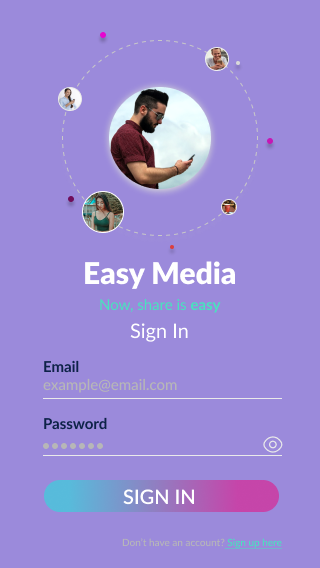 Easy Media
Now, share is easy
Sign In
Email
example@email.com
Password
SIGN IN
Don't have an account? Sign up here